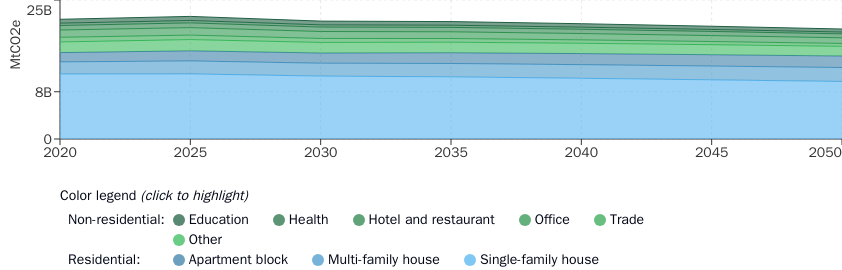 25B
MtCO2e
8B
0
2020 2025 2030 2035 2040 2045 2050
Color legend (click to highlight)
Non-residential: Education Health Hotel and restaurant Office Trade
Other
Residential: Apartment block Multi-family house Single-family house